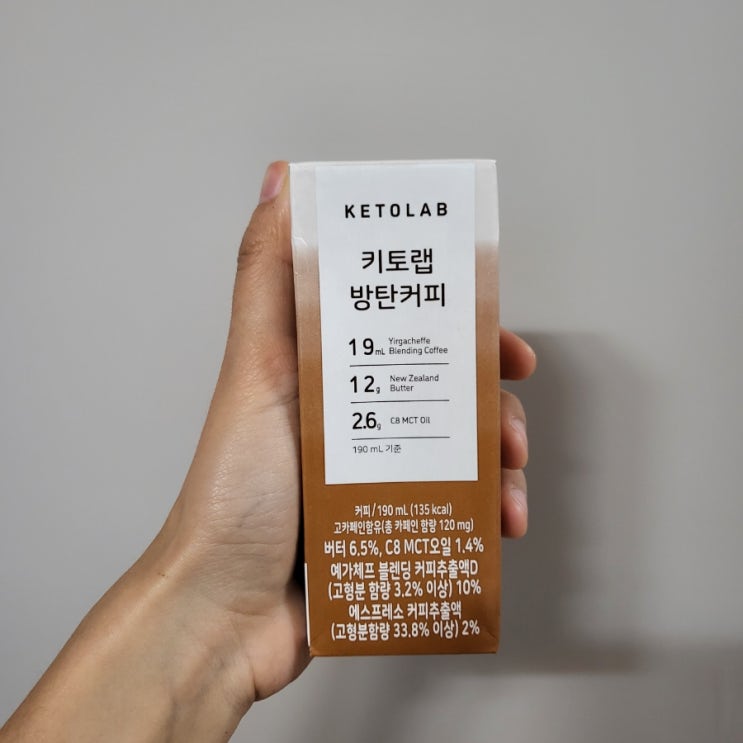 KETOLAB
키토랩
방탄커피
19mL Yirgacheffe Blending Coffee
12g New Zealand Butter
2.6g C8 MCT Oil
190 mL 기준
커피/190 mL (135 kcal)
고카페인함유(총 카페인 함량 120 mg)
버터 6.5%, C8 MCT오일 1.4%
예가체프 블렌딩 커피추출액D
(고형분 함량 3.2% 이상) 10%
에스프레소 커피추출액
(고형분함량 33.8% 이상) 2%